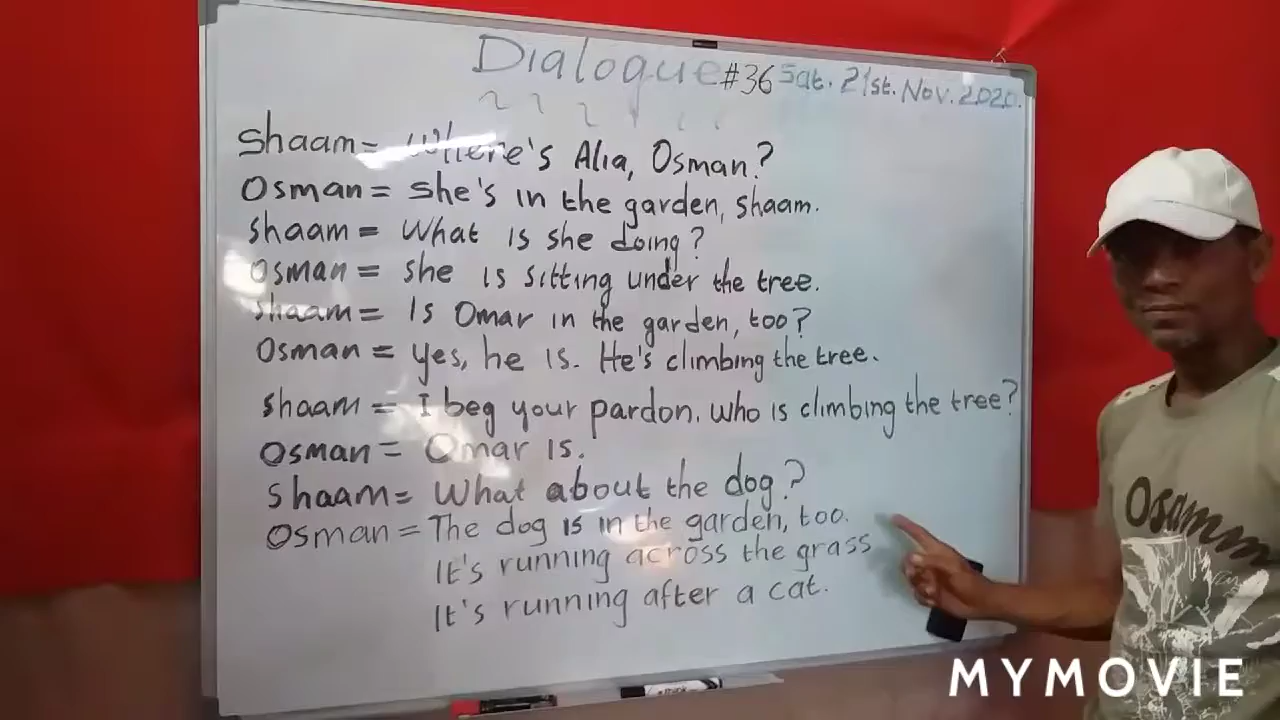 Dialogue #36 Sat. 21st. Nov. 2020.
Shaam = Where's Alia, Osman?
Osman = She's in the garden, Shaam.
Shaam = What is she doing?
Osman = She is sitting under the tree.
Shaam = Is Omar in the garden, too?
Osman = Yes, he is. He's climbing the tree.
Shaam = I beg your pardon. Who is climbing the tree?
Osman = Omar is.
Shaam = What about the dog?
Osman = The dog is in the garden, too.
It's running across the grass
It's running after a cat.
Osamm
MYMOVIE